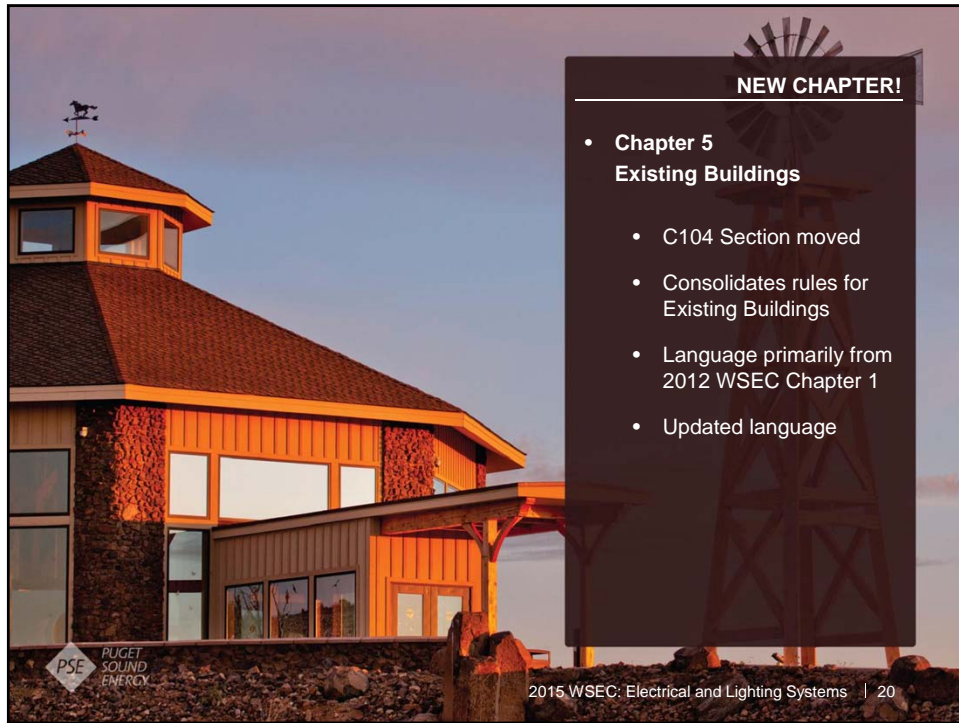 NEW CHAPTER!
• Chapter 5
Existing Buildings
• C104 Section moved
• Consolidates rules for
Existing Buildings
• Language primarily from
2012 WSEC Chapter 1
• Updated language
PSE
PUGET
SOUND
ENERGY
2015 WSEC: Electrical and Lighting Systems | 20